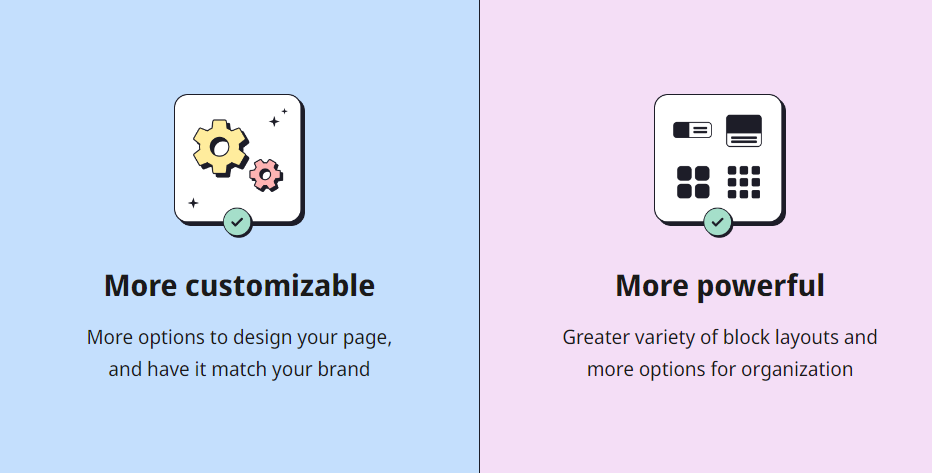 More customizable
More options to design your page,
and have it match your brand
More powerful
Greater variety of block layouts and
more options for organization